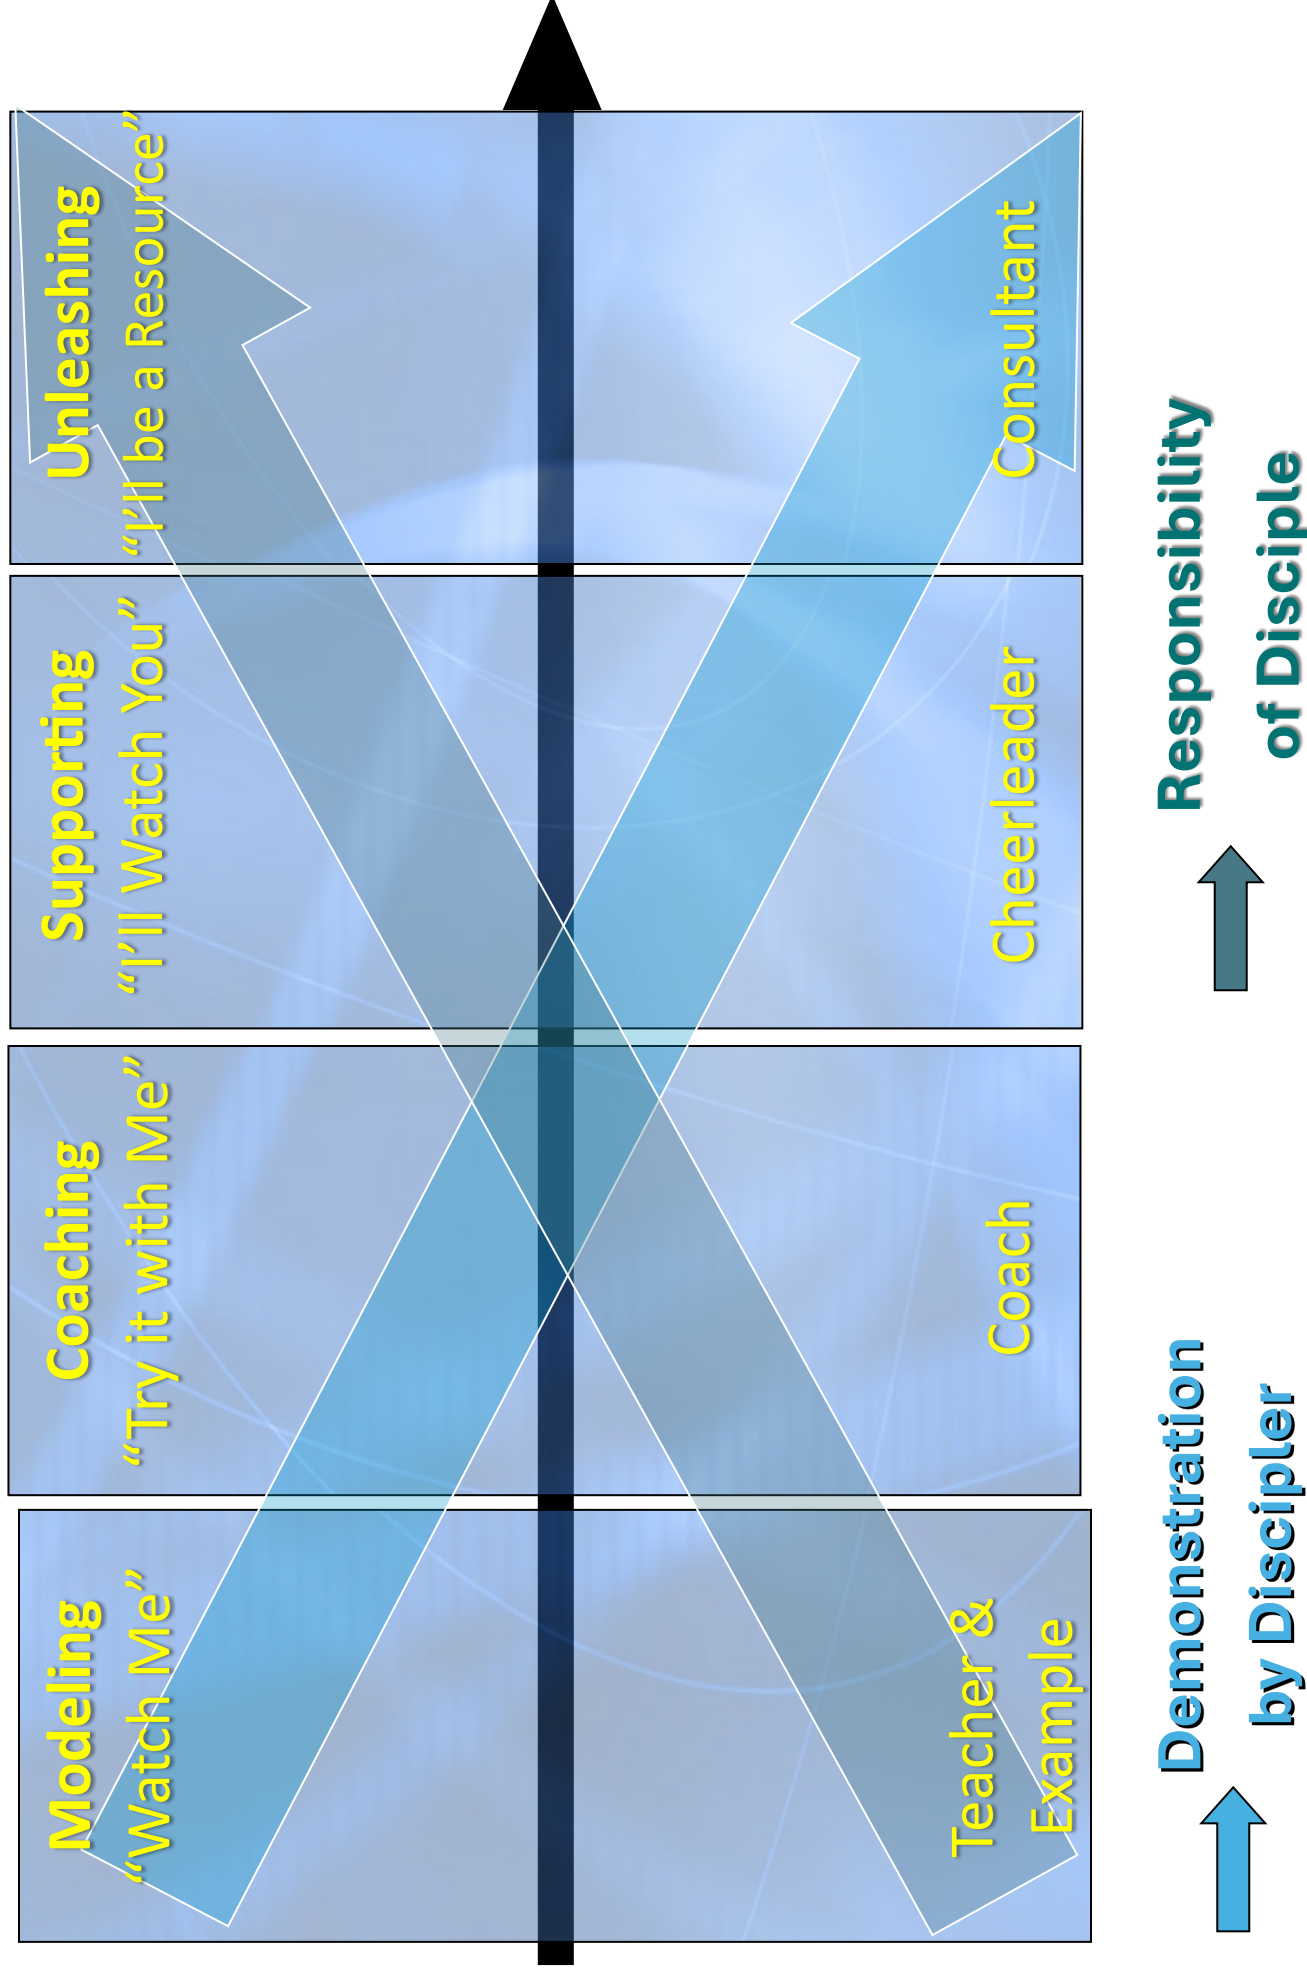 Modeling
“Watch Me”
Coaching
“Try it with Me”
Supporting
“I’ll Watch You”
Unleashing
“I’ll be a Resource”
Teacher &
Example
Coach
Cheerleader
Consultant
Demonstration
by Discipler
Responsibility
of Disciple